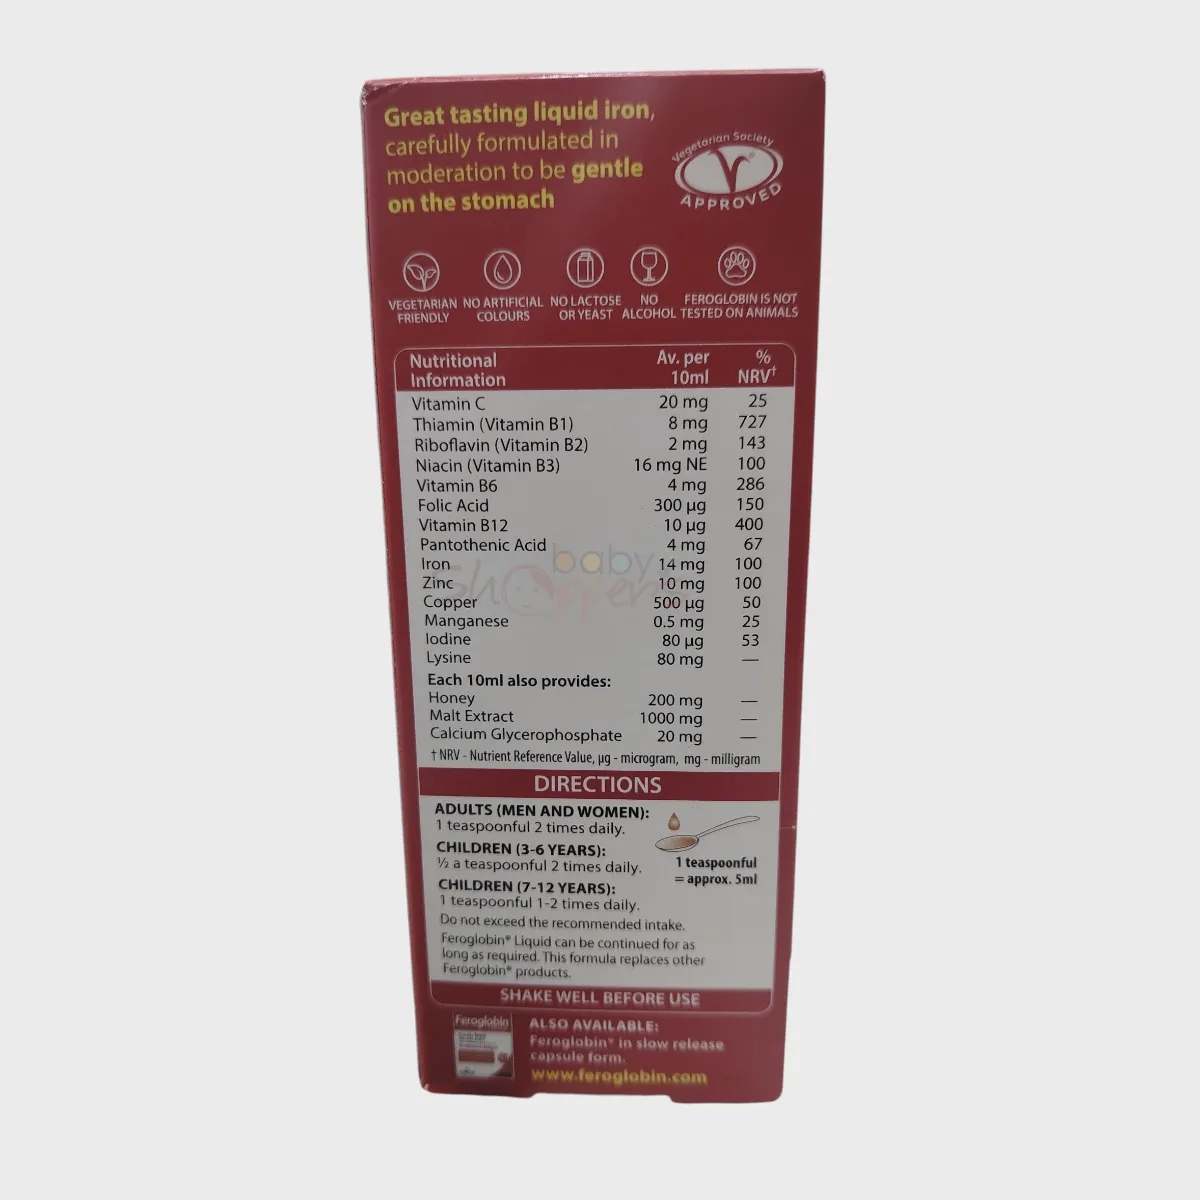 Great tasting liquid iron,
carefully formulated in
moderation to be gentle
on the stomach
Vegetarian Society
V
APPROVED
VEGETARIAN FRIENDLY
NO ARTIFICIAL COLOURS
NO LACTOSE OR YEAST
NO ALCOHOL
FEROGLOBIN IS NOT TESTED ON ANIMALS
Nutritional Information Av. per 10ml % NRV†
Vitamin C 20 mg 25
Thiamin (Vitamin B1) 8 mg 727
Riboflavin (Vitamin B2) 2 mg 143
Niacin (Vitamin B3) 16 mg NE 100
Vitamin B6 4 mg 286
Folic Acid 300 µg 150
Vitamin B12 10 µg 400
Pantothenic Acid 4 mg 67
Iron 14 mg 100
Zinc 10 mg 100
Copper 500 µg 50
Manganese 0.5 mg 25
Iodine 80 µg 53
Lysine 80 mg —
Each 10ml also provides:
Honey 200 mg —
Malt Extract 1000 mg —
Calcium Glycerophosphate 20 mg —
† NRV - Nutrient Reference Value, µg - microgram, mg - milligram
baby
shoppers
DIRECTIONS
ADULTS (MEN AND WOMEN):
1 teaspoonful 2 times daily.
CHILDREN (3-6 YEARS):
½ a teaspoonful 2 times daily.
CHILDREN (7-12 YEARS):
1 teaspoonful 1-2 times daily.
1 teaspoonful
= approx. 5ml
Do not exceed the recommended intake.
Feroglobin® Liquid can be continued for as
long as required. This formula replaces other
Feroglobin® products.
SHAKE WELL BEFORE USE
Feroglobin
ALSO AVAILABLE:
Feroglobin® in slow release
capsule form.
www.feroglobin.com